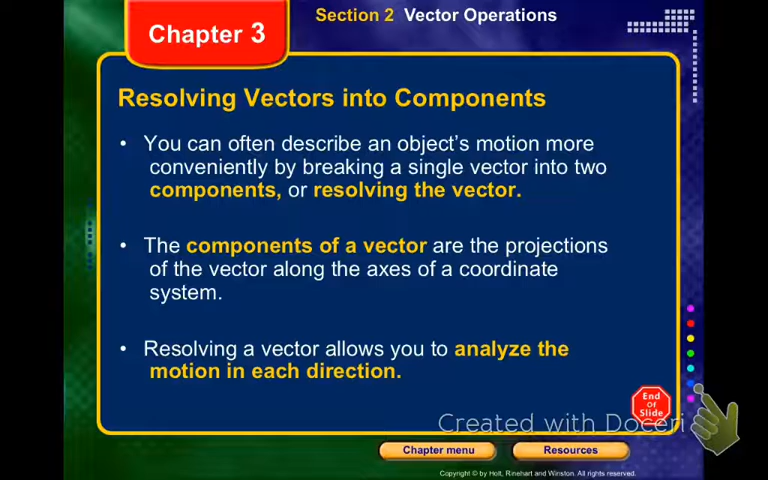 Section 2 Vector Operations
Chapter 3
Resolving Vectors into Components
• You can often describe an object's motion more
conveniently by breaking a single vector into two
components, or resolving the vector.
• The components of a vector are the projections
of the vector along the axes of a coordinate
system.
• Resolving a vector allows you to analyze the
motion in each direction.
End
of
Slide
Created with Doceri
Chapter menu
Resources
Copyright © by Holt, Rinehart and Winston. All rights reserved.